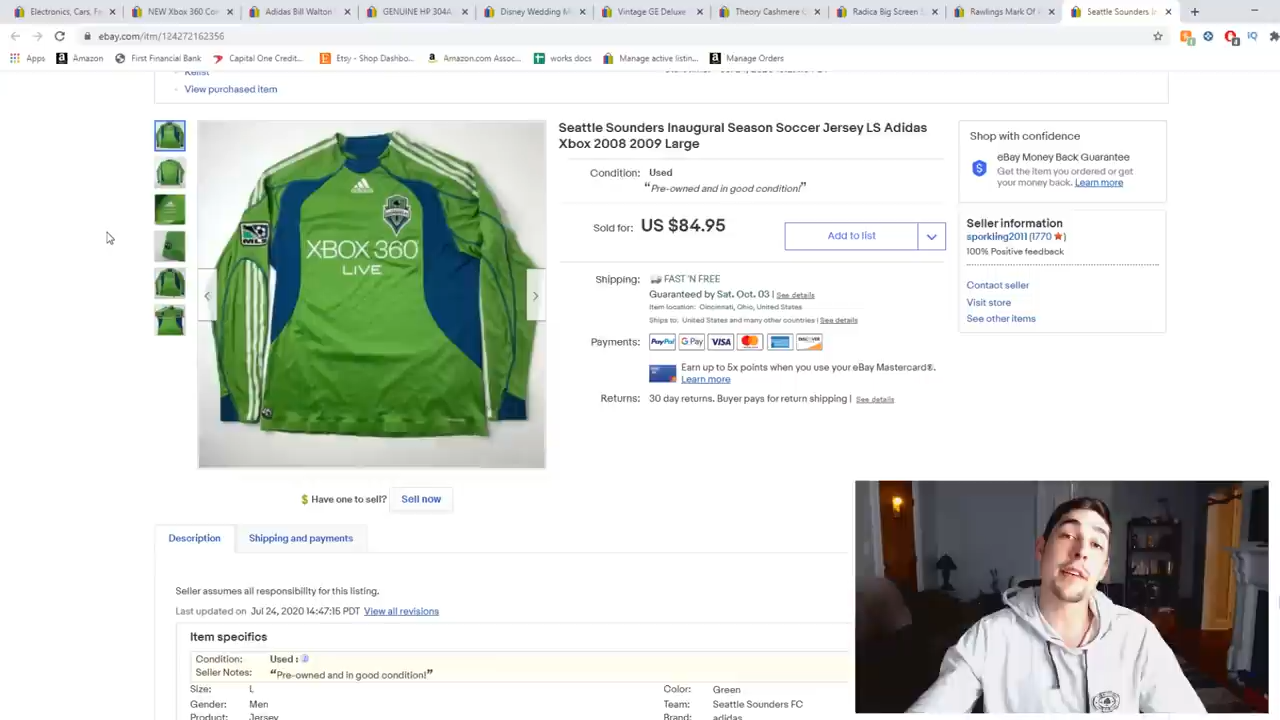 Electronics, Cars, Fa
NEW Xbox 360 Cor
Adidas Bill Walton
GENUINE HP 304A
Disney Wedding M
Vintage GE Deluxe
Theory Cashmere
Radica Big Screen
Rawlings Mark Of
Seattle Sounders In
ebay.com/itm/124272162356
Apps
Amazon
First Financial Bank
Capital One Credit...
Etsy - Shop Dashbo...
Amazon.com Assoc...
works docs
Manage active listin...
Manage Orders
Relist
View purchased item
Seattle Sounders Inaugural Season Soccer Jersey LS Adidas
Xbox 2008 2009 Large
Condition: Used
"Pre-owned and in good condition!"
Sold for: US $84.95
Add to list
Shipping: FAST 'N FREE
Guaranteed by Sat. Oct. 03 | See details
Item location: Cincinnati, Ohio, United States
Ships to: United States and many other countries | See details
Payments: PayPal G Pay VISA DISCOVER
Earn up to 5x points when you use your eBay Mastercard®.
Learn more
Returns: 30 day returns. Buyer pays for return shipping | See details
Shop with confidence
eBay Money Back Guarantee
Get the item you ordered or get
your money back. Learn more
Seller information
sporkling2011 (1770 )
100% Positive feedback
Contact seller
Visit store
See other items
adidas
MLS
XBOX 360
LIVE
Have one to sell? Sell now
Description
Shipping and payments
Seller assumes all responsibility for this listing.
Last updated on Jul 24, 2020 14:47:15 PDT View all revisions
Item specifics
Condition: Used :
Seller Notes: "Pre-owned and in good condition!"
Size: L
Color: Green
Gender: Men
Team: Seattle Sounders FC
Product: Jersey
Brand: adidas